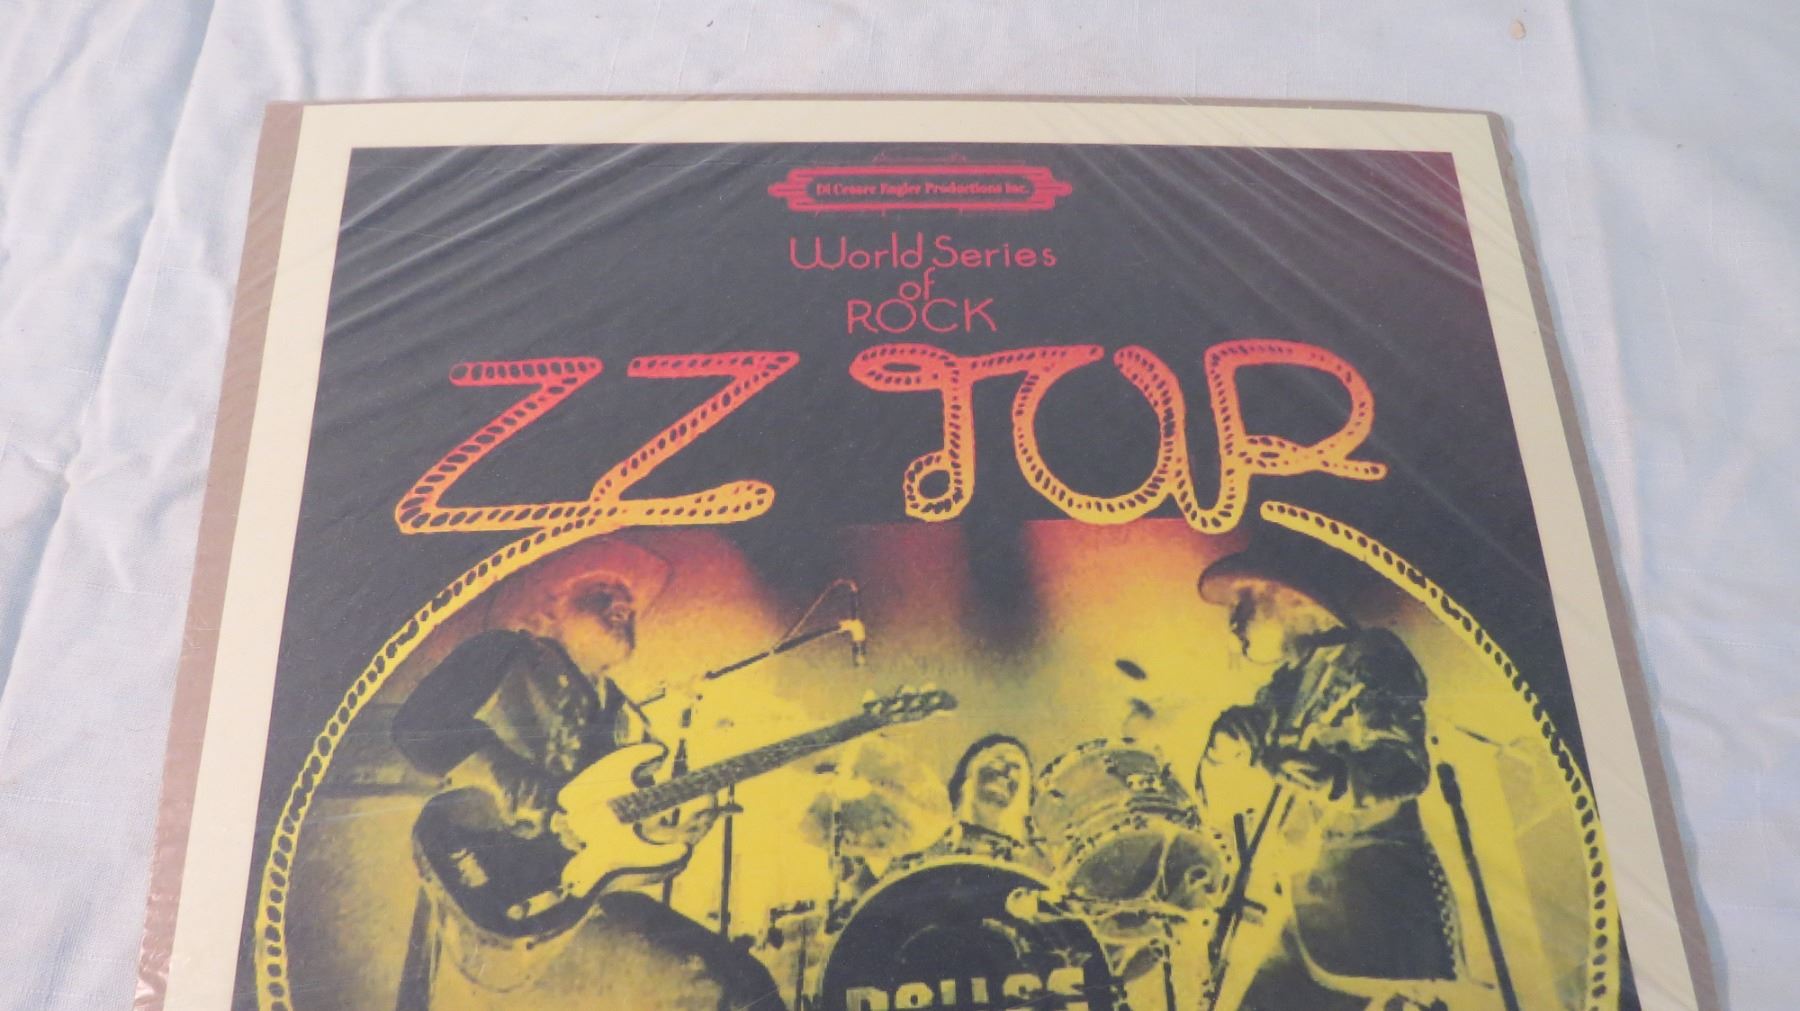 Di Cesare Engler Productions Inc.
World Series
of
ROCK
ZZ TOP